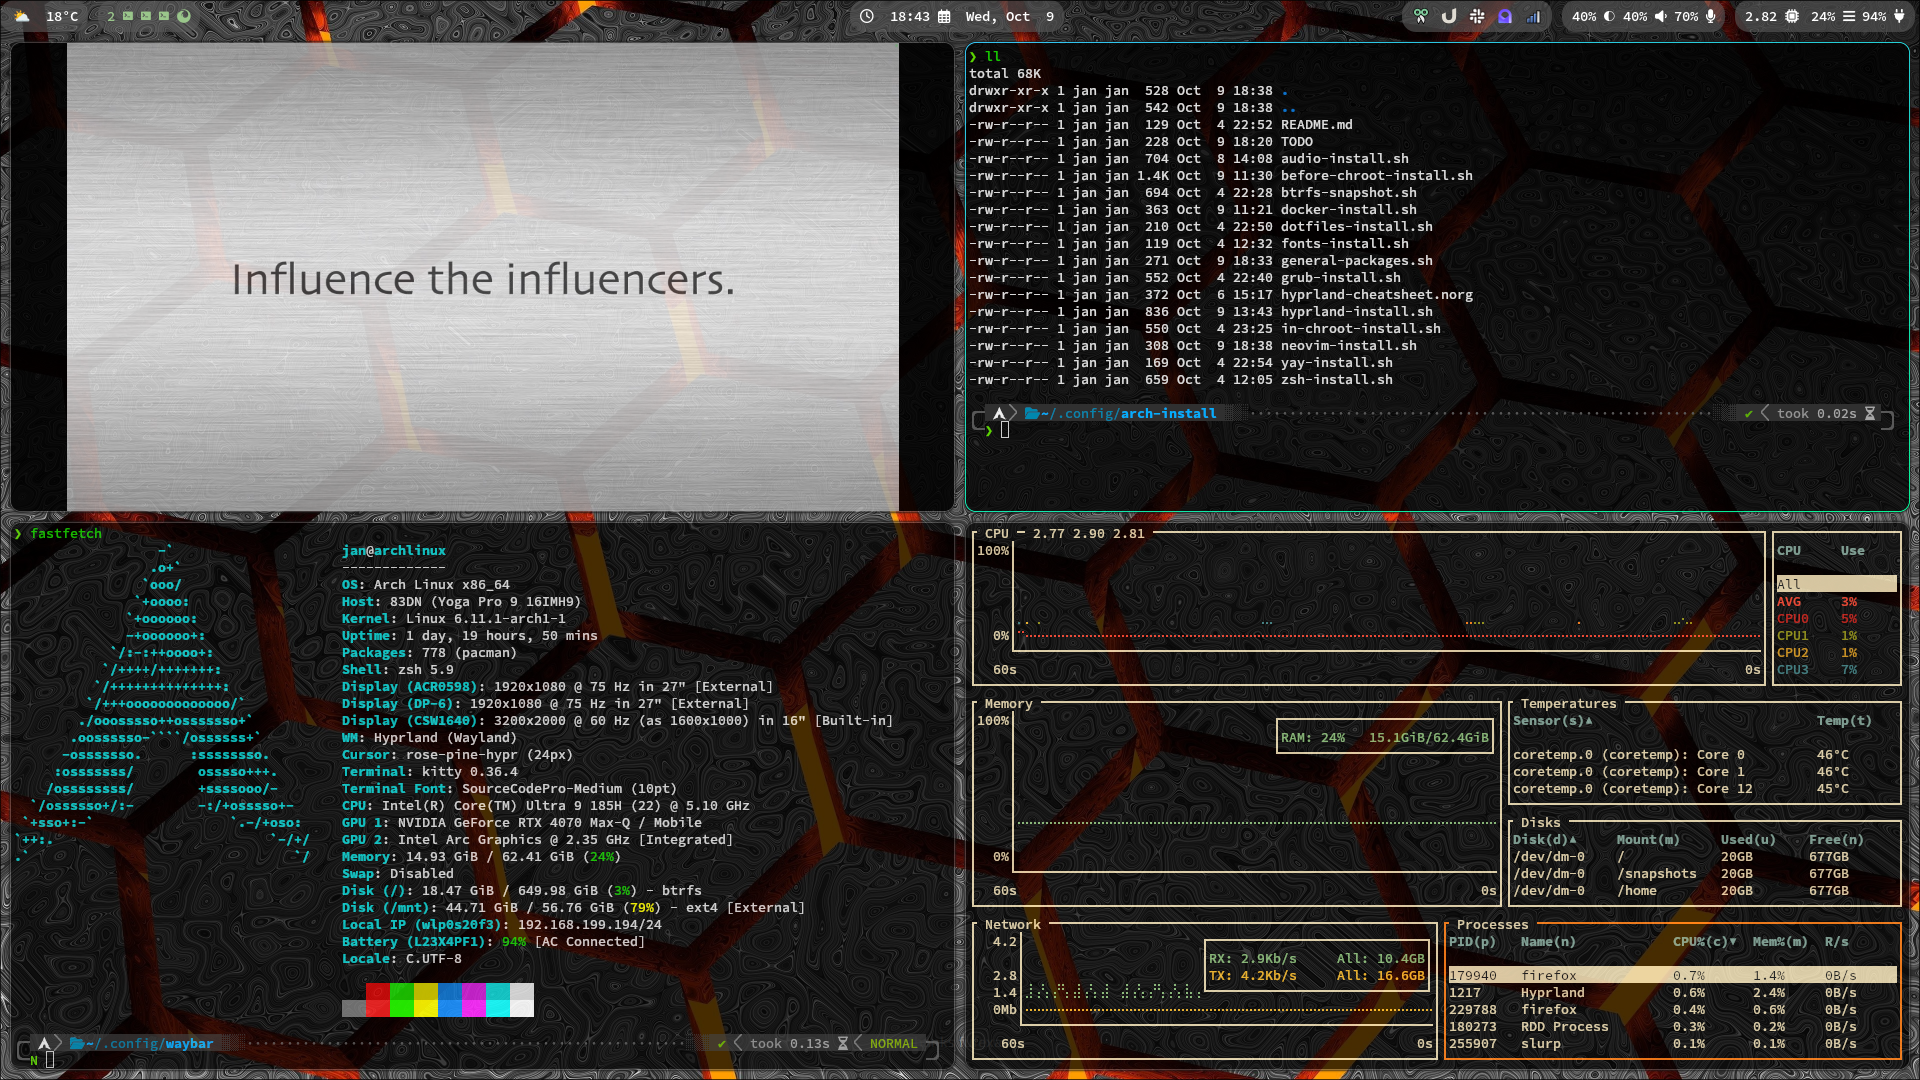 18°C 2
18:43 Wed, Oct 9
40% 40% 70% 2.82 24% 94%
Influence the influencers.
❯ ll
total 68K
drwxr-xr-x 1 jan jan 528 Oct 9 18:38 .
drwxr-xr-x 1 jan jan 542 Oct 9 18:38 ..
-rw-r--r-- 1 jan jan 129 Oct 4 22:52 README.md
-rw-r--r-- 1 jan jan 228 Oct 9 18:20 TODO
-rw-r--r-- 1 jan jan 704 Oct 8 14:08 audio-install.sh
-rw-r--r-- 1 jan jan 1.4K Oct 9 11:30 before-chroot-install.sh
-rw-r--r-- 1 jan jan 694 Oct 4 22:28 btrfs-snapshot.sh
-rw-r--r-- 1 jan jan 363 Oct 9 11:21 docker-install.sh
-rw-r--r-- 1 jan jan 210 Oct 4 22:50 dotfiles-install.sh
-rw-r--r-- 1 jan jan 119 Oct 4 12:32 fonts-install.sh
-rw-r--r-- 1 jan jan 271 Oct 9 18:33 general-packages.sh
-rw-r--r-- 1 jan jan 552 Oct 4 22:40 grub-install.sh
-rw-r--r-- 1 jan jan 372 Oct 6 15:17 hyprland-cheatsheet.norg
-rw-r--r-- 1 jan jan 836 Oct 9 13:43 hyprland-install.sh
-rw-r--r-- 1 jan jan 550 Oct 4 23:25 in-chroot-install.sh
-rw-r--r-- 1 jan jan 308 Oct 9 18:38 neovim-install.sh
-rw-r--r-- 1 jan jan 169 Oct 4 22:54 yay-install.sh
-rw-r--r-- 1 jan jan 659 Oct 4 12:05 zsh-install.sh
~/.config/arch-install ✔ took 0.02s
❯
❯ fastfetch
jan@archlinux
-------------
OS: Arch Linux x86_64
Host: 83DN (Yoga Pro 9 16IMH9)
Kernel: Linux 6.11.1-arch1-1
Uptime: 1 day, 19 hours, 50 mins
Packages: 778 (pacman)
Shell: zsh 5.9
Display (ACR0598): 1920x1080 @ 75 Hz in 27" [External]
Display (DP-6): 1920x1080 @ 75 Hz in 27" [External]
Display (CSW1640): 3200x2000 @ 60 Hz (as 1600x1000) in 16" [Built-in]
WM: Hyprland (Wayland)
Cursor: rose-pine-hypr (24px)
Terminal: kitty 0.36.4
Terminal Font: SourceCodePro-Medium (10pt)
CPU: Intel(R) Core(TM) Ultra 9 185H (22) @ 5.10 GHz
GPU 1: NVIDIA GeForce RTX 4070 Max-Q / Mobile
GPU 2: Intel Arc Graphics @ 2.35 GHz [Integrated]
Memory: 14.93 GiB / 62.41 GiB (24%)
Swap: Disabled
Disk (/): 18.47 GiB / 649.98 GiB (3%) - btrfs
Disk (/mnt): 44.71 GiB / 56.76 GiB (79%) - ext4 [External]
Local IP (wlp0s20f3): 192.168.199.194/24
Battery (L23X4PF1): 94% [AC Connected]
Locale: C.UTF-8
~/.config/waybar ✔ took 0.13s NORMAL
N
CPU ─ 2.77 2.90 2.81
100%
0%
60s 0s
CPU Use
All
AVG 3%
CPU0 5%
CPU1 1%
CPU2 1%
CPU3 7%
Memory
100%
RAM: 24% 15.1GiB/62.4GiB
0%
60s 0s
Temperatures
Sensor(s)▲ Temp(t)
coretemp.0 (coretemp): Core 0 46°C
coretemp.0 (coretemp): Core 1 46°C
coretemp.0 (coretemp): Core 12 45°C
Disks
Disk(d)▲ Mount(m) Used(u) Free(n)
/dev/dm-0 / 20GB 677GB
/dev/dm-0 /snapshots 20GB 677GB
/dev/dm-0 /home 20GB 677GB
Network
4.2
2.8
1.4
0Mb
RX: 2.9Kb/s All: 10.4GB
TX: 4.2Kb/s All: 16.6GB
60s 0s
Processes
PID(p) Name(n) CPU%(c)▼ Mem%(m) R/s
179940 firefox 0.7% 1.4% 0B/s
1217 Hyprland 0.6% 2.4% 0B/s
229788 firefox 0.4% 0.6% 0B/s
180273 RDD Process 0.3% 0.2% 0B/s
255907 slurp 0.1% 0.1% 0B/s